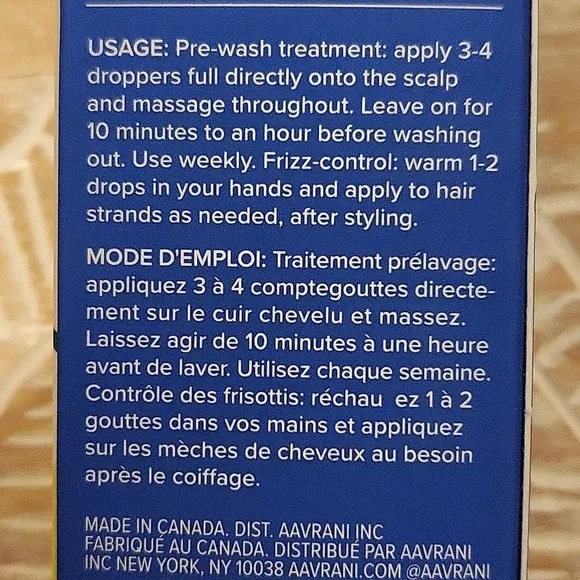 USAGE: Pre-wash treatment: apply 3-4
droppers full directly onto the scalp
and massage throughout. Leave on for
10 minutes to an hour before washing
out. Use weekly. Frizz-control: warm 1-2
drops in your hands and apply to hair
strands as needed, after styling.
MODE D'EMPLOI: Traitement prélavage:
appliquez 3 à 4 comptegouttes directe-
ment sur le cuir chevelu et massez.
Laissez agir de 10 minutes à une heure
avant de laver. Utilisez chaque semaine.
Contrôle des frisottis: réchau ez 1 à 2
gouttes dans vos mains et appliquez
sur les mèches de cheveux au besoin
après le coiffage.
MADE IN CANADA. DIST. AAVRANI INC
FABRIQUÉ AU CANADA. DISTRIBUÉ PAR AAVRANI
INC NEW YORK, NY 10038 AAVRANI.COM @AAVRANI